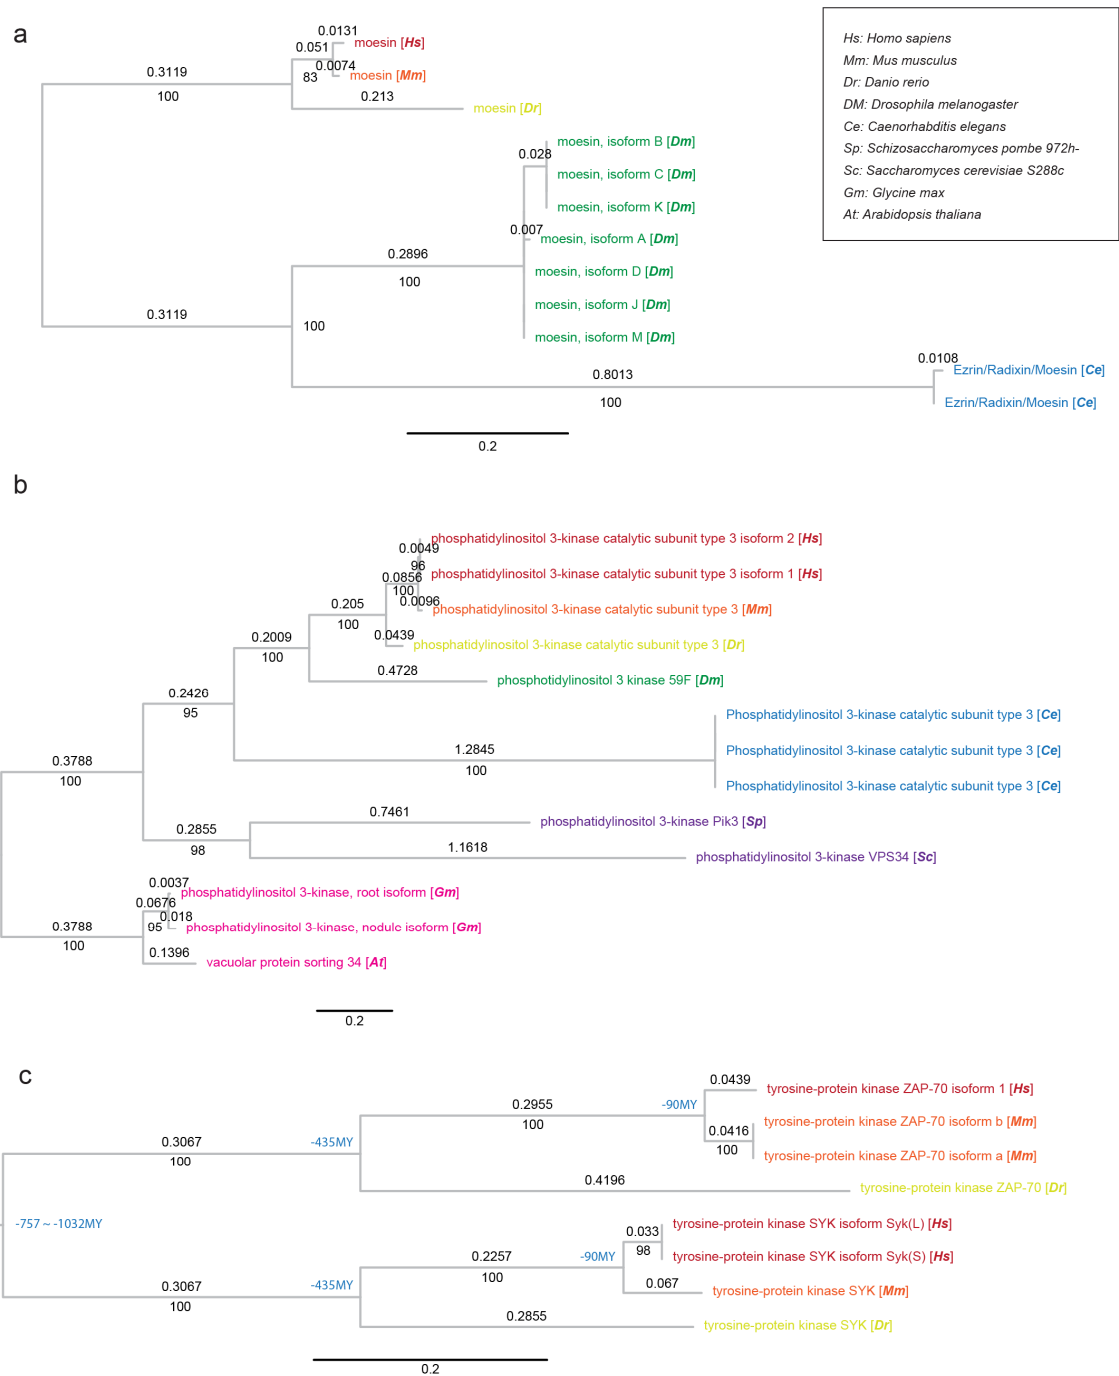 a
Hs: Homo sapiens
Mm: Mus musculus
Dr: Danio rerio
DM: Drosophila melanogaster
Ce: Caenorhabditis elegans
Sp: Schizosaccharomyces pombe 972h-
Sc: Saccharomyces cerevisiae S288c
Gm: Glycine max
At: Arabidopsis thaliana
0.0131
moesin [Hs]
0.051
0.0074
moesin [Mm]
83
0.3119
100
0.213
moesin [Dr]
moesin, isoform B [Dm]
0.028
moesin, isoform C [Dm]
moesin, isoform K [Dm]
0.007
moesin, isoform A [Dm]
0.2896
100
moesin, isoform D [Dm]
moesin, isoform J [Dm]
0.3119
100
moesin, isoform M [Dm]
0.0108
Ezrin/Radixin/Moesin [Ce]
0.8013
100
Ezrin/Radixin/Moesin [Ce]
0.2
b
phosphatidylinositol 3-kinase catalytic subunit type 3 isoform 2 [Hs]
0.0049
96
phosphatidylinositol 3-kinase catalytic subunit type 3 isoform 1 [Hs]
0.0856
100
0.0096
phosphatidylinositol 3-kinase catalytic subunit type 3 [Mm]
0.205
100
0.0439
phosphatidylinositol 3-kinase catalytic subunit type 3 [Dr]
0.2009
100
0.4728
phosphotidylinositol 3 kinase 59F [Dm]
0.2426
95
Phosphatidylinositol 3-kinase catalytic subunit type 3 [Ce]
1.2845
100
Phosphatidylinositol 3-kinase catalytic subunit type 3 [Ce]
Phosphatidylinositol 3-kinase catalytic subunit type 3 [Ce]
0.3788
100
0.7461
phosphatidylinositol 3-kinase Pik3 [Sp]
0.2855
98
1.1618
phosphatidylinositol 3-kinase VPS34 [Sc]
0.0037
phosphatidylinositol 3-kinase, root isoform [Gm]
0.0676
0.018
95
phosphatidylinositol 3-kinase, nodule isoform [Gm]
0.3788
100
0.1396
vacuolar protein sorting 34 [At]
0.2
c
0.0439
tyrosine-protein kinase ZAP-70 isoform 1 [Hs]
-90MY
0.2955
100
tyrosine-protein kinase ZAP-70 isoform b [Mm]
0.0416
100
tyrosine-protein kinase ZAP-70 isoform a [Mm]
-435MY
0.3067
100
0.4196
tyrosine-protein kinase ZAP-70 [Dr]
-757 ~ -1032MY
tyrosine-protein kinase SYK isoform Syk(L) [Hs]
0.033
98
tyrosine-protein kinase SYK isoform Syk(S) [Hs]
-90MY
0.2257
100
0.067
tyrosine-protein kinase SYK [Mm]
-435MY
0.3067
100
0.2855
tyrosine-protein kinase SYK [Dr]
0.2